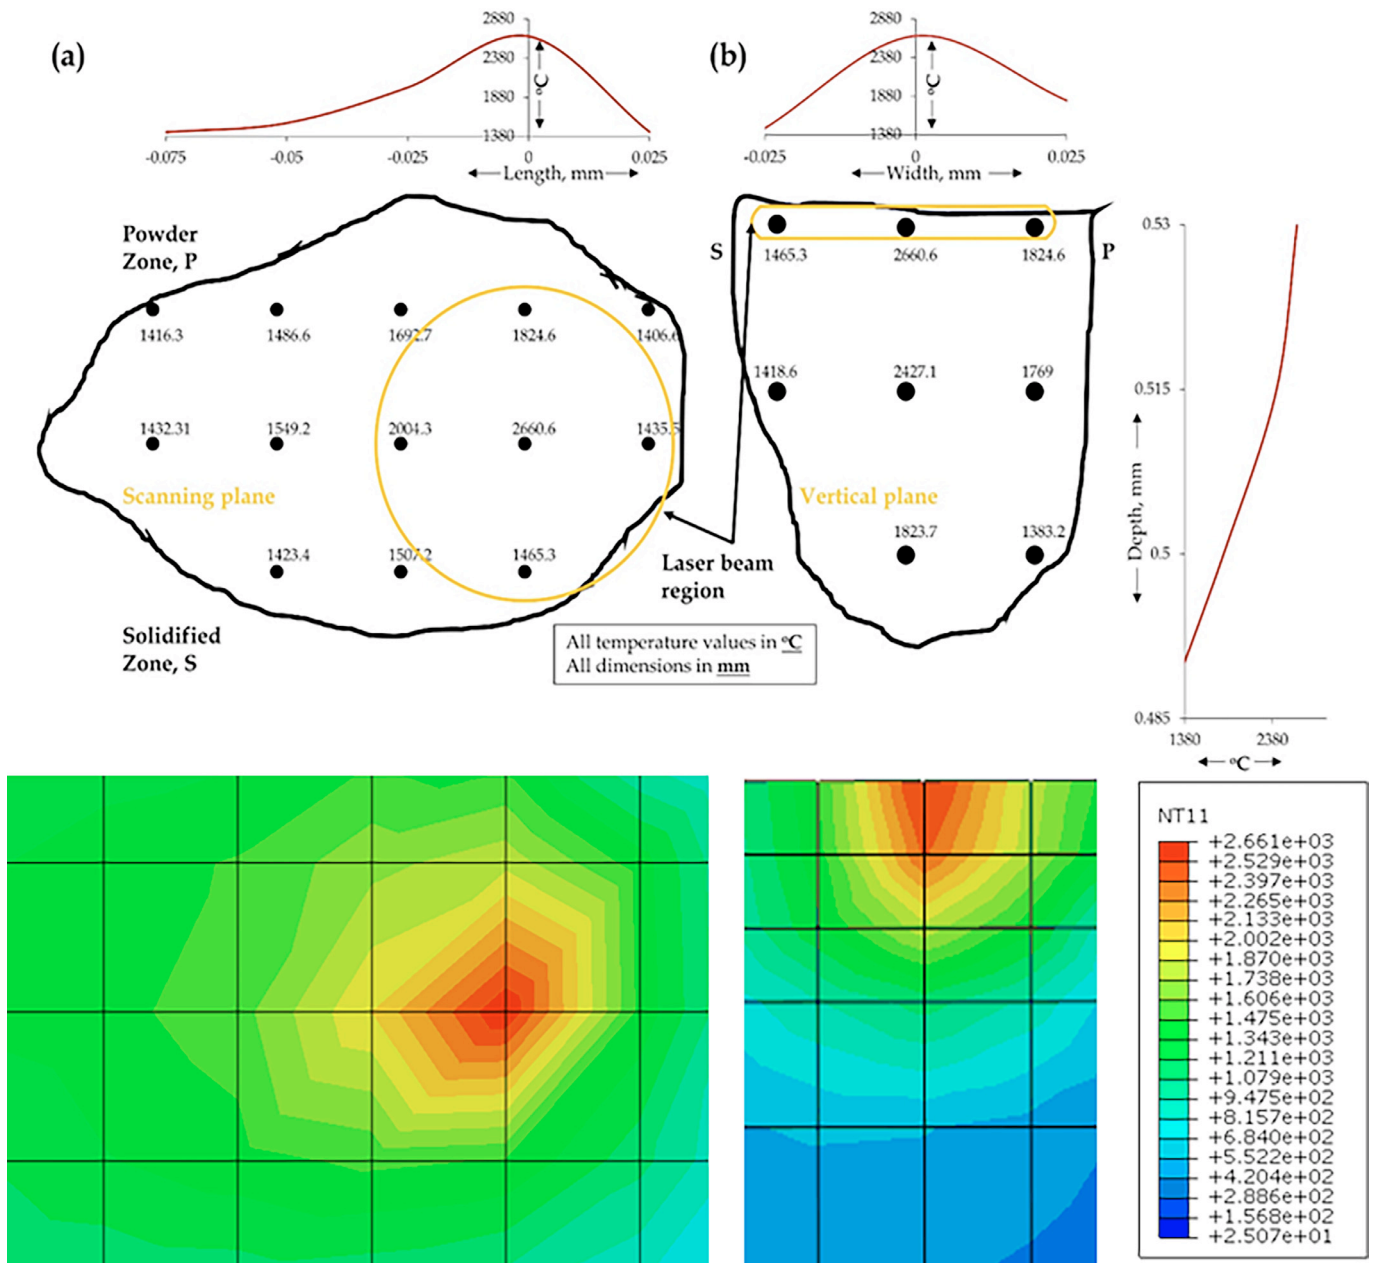 (a)
2880
2380
1880
1380
ºC
-0.075
-0.05
-0.025
0
0.025
Length, mm
(b)
2880
2380
1880
1380
ºC
-0.025
0
0.025
Width, mm
Powder
Zone, P
1416.3
1486.6
1692.7
1824.6
1406.6
1432.31
1549.2
2004.3
2660.6
1435.5
Scanning plane
1423.4
1507.2
1465.3
Solidified
Zone, S
S
P
1465.3
2660.6
1824.6
1418.6
2427.1
1769
Vertical plane
1823.7
1383.2
Laser beam
region
All temperature values in ºC
All dimensions in mm
0.53
0.515
0.5
0.485
Depth, mm
1380
2380
ºC
NT11
+2.661e+03
+2.529e+03
+2.397e+03
+2.265e+03
+2.133e+03
+2.002e+03
+1.870e+03
+1.738e+03
+1.606e+03
+1.475e+03
+1.343e+03
+1.211e+03
+1.079e+03
+9.475e+02
+8.157e+02
+6.840e+02
+5.522e+02
+4.204e+02
+2.886e+02
+1.568e+02
+2.507e+01